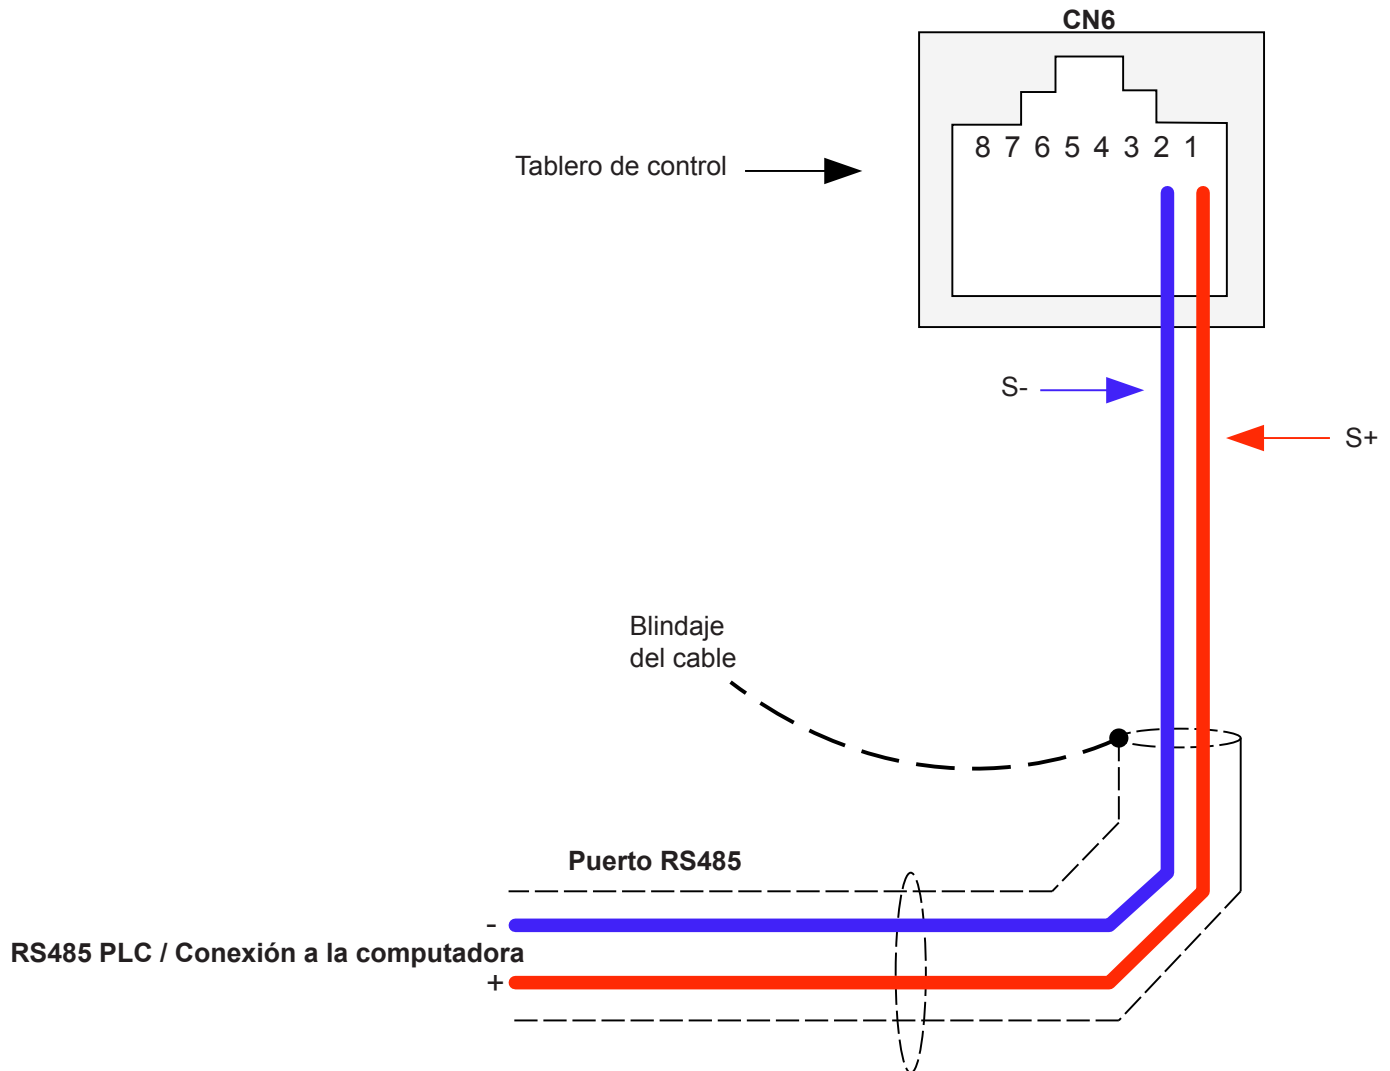 CN6
8 7 6 5 4 3 2 1
Tablero de control
S-
S+
Blindaje
del cable
Puerto RS485
-
RS485 PLC / Conexión a la computadora
+